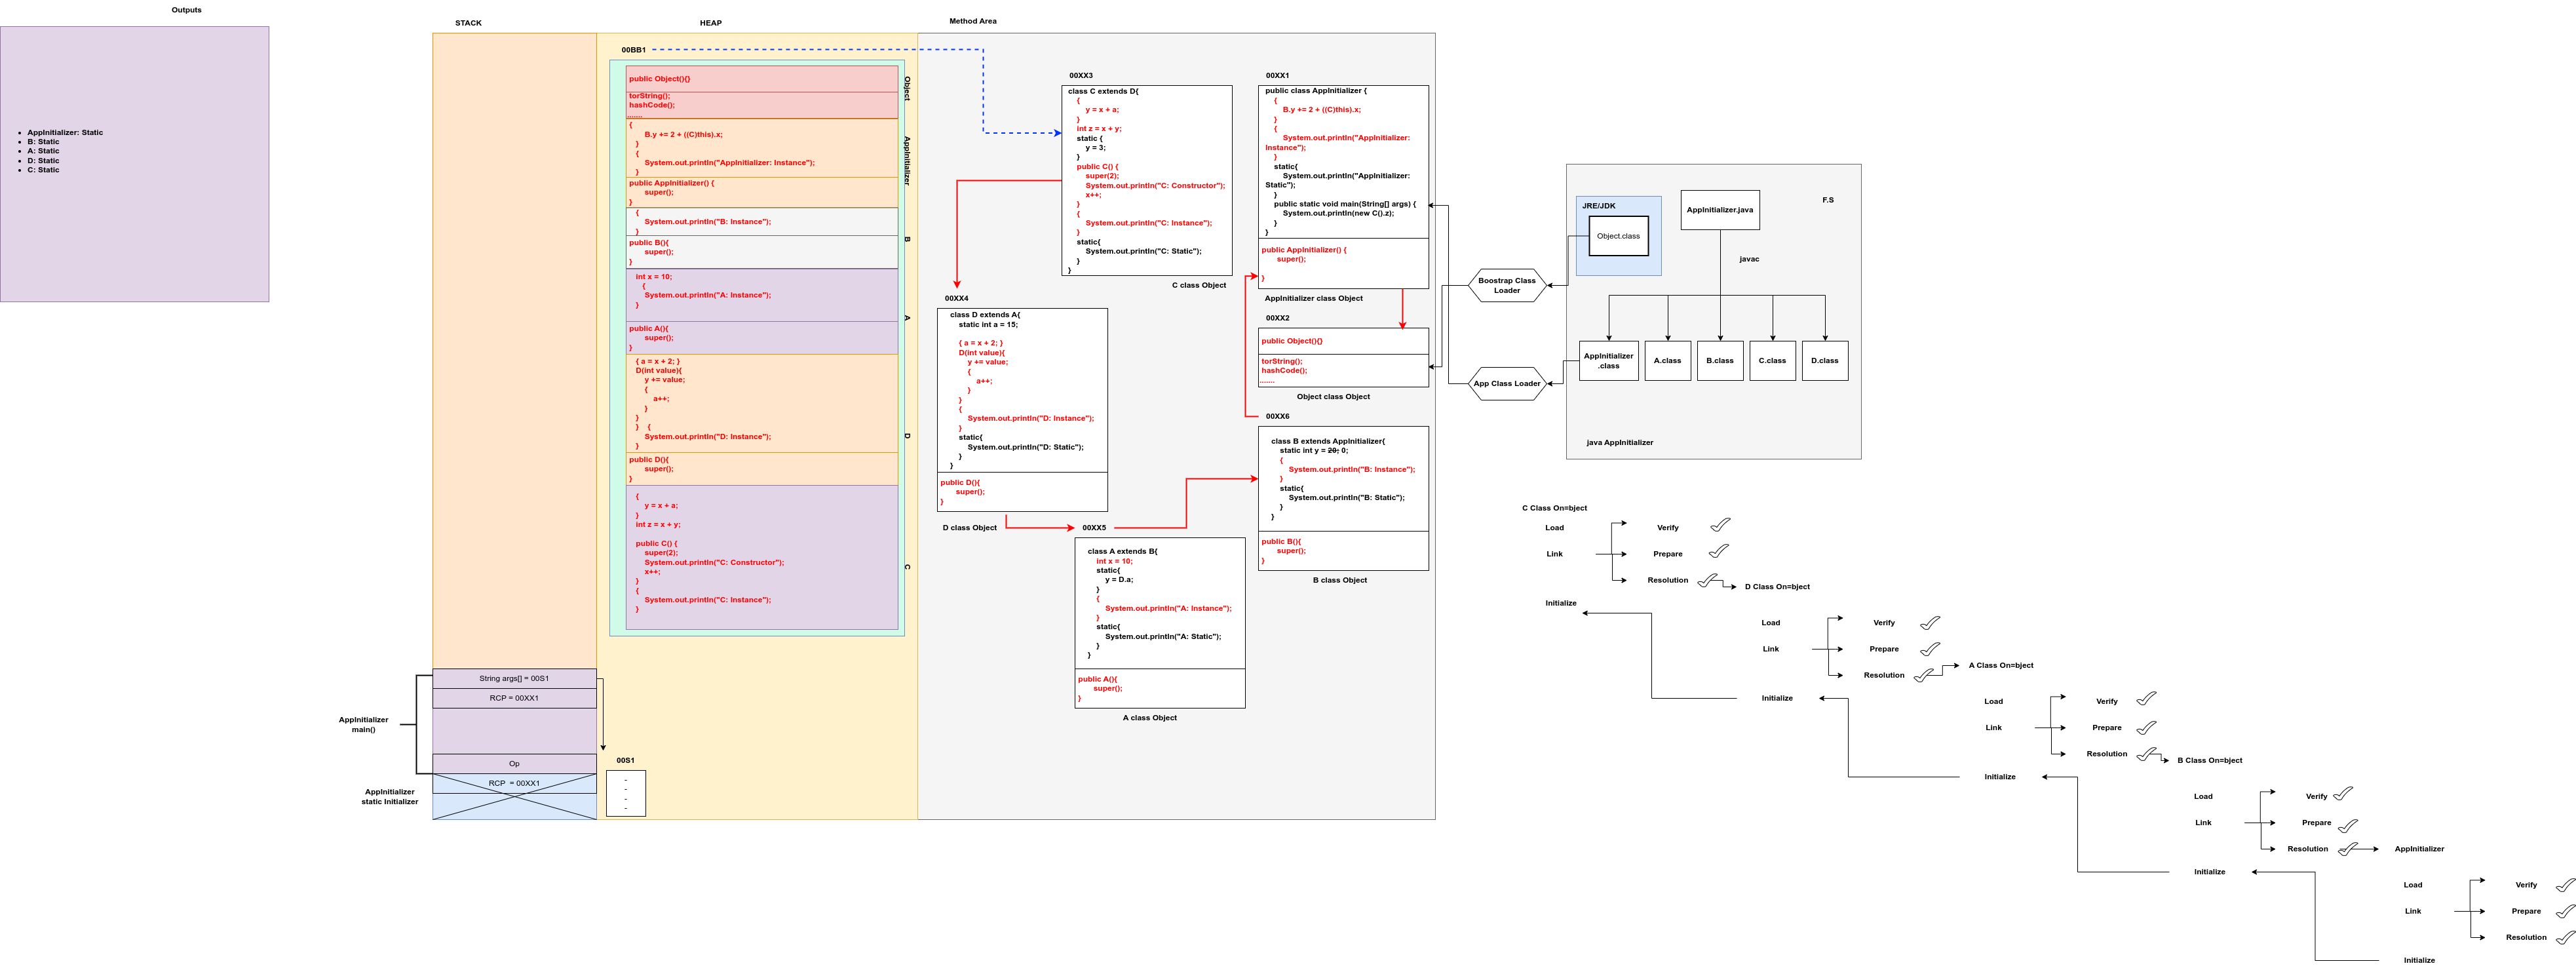 Outputs
AppInitializer: Static
B: Static
A: Static
D: Static
C: Static
STACK
HEAP
Method Area
00BB1
public Object(){}
torString();
hashCode();
.......
Object
{
B.y += 2 + ((C)this).x;
}
{
System.out.println("AppInitializer: Instance");
}
public AppInitializer() {
super();
}
AppInitializer
{
System.out.println("B: Instance");
}
public B(){
super();
}
B
int x = 10;
{
System.out.println("A: Instance");
}
public A(){
super();
}
A
{ a = x + 2; }
D(int value){
y += value;
{
a++;
}
}
} {
System.out.println("D: Instance");
}
public D(){
super();
}
D
{
y = x + a;
}
int z = x + y;
public C() {
super(2);
System.out.println("C: Constructor");
x++;
}
{
System.out.println("C: Instance");
}
C
String args[] = 00S1
RCP = 00XX1
Op
RCP = 00XX1
AppInitializer
main()
AppInitializer
static Initializer
00S1
-
-
-
-
00XX3
class C extends D{
{
y = x + a;
}
int z = x + y;
static {
y = 3;
}
public C() {
super(2);
System.out.println("C: Constructor");
x++;
}
{
System.out.println("C: Instance");
}
static{
System.out.println("C: Static");
}
}
C class Object
00XX1
public class AppInitializer {
{
B.y += 2 + ((C)this).x;
}
{
System.out.println("AppInitializer:
Instance");
}
static{
System.out.println("AppInitializer:
Static");
}
public static void main(String[] args) {
System.out.println(new C().z);
}
}
public AppInitializer() {
super();
}
AppInitializer class Object
00XX4
class D extends A{
static int a = 15;
{ a = x + 2; }
D(int value){
y += value;
{
a++;
}
}
{
System.out.println("D: Instance");
}
static{
System.out.println("D: Static");
}
}
public D(){
super();
}
D class Object
00XX2
public Object(){}
torString();
hashCode();
.......
Object class Object
00XX6
class B extends AppInitializer{
static int y = 20; 0;
{
System.out.println("B: Instance");
}
static{
System.out.println("B: Static");
}
}
public B(){
super();
}
B class Object
00XX5
class A extends B{
int x = 10;
static{
y = D.a;
}
{
System.out.println("A: Instance");
}
static{
System.out.println("A: Static");
}
}
public A(){
super();
}
A class Object
Boostrap Class
Loader
App Class Loader
JRE/JDK
Object.class
AppInitializer.java
F.S
javac
AppInitializer
.class
A.class
B.class
C.class
D.class
java AppInitializer
C Class On=bject
Load
Link
Verify
Prepare
Resolution
Initialize
D Class On=bject
Load
Link
Verify
Prepare
Resolution
Initialize
A Class On=bject
Load
Link
Verify
Prepare
Resolution
Initialize
B Class On=bject
Load
Link
Verify
Prepare
Resolution
Initialize
AppInitializer
Load
Link
Verify
Prepare
Resolution
Initialize